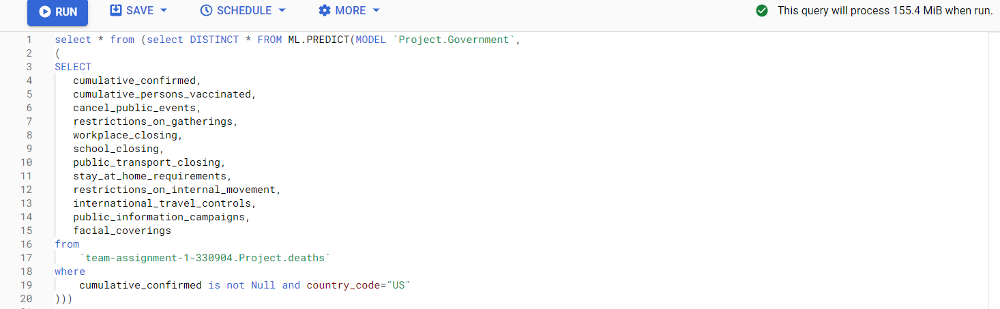 RUN SAVE SCHEDULE MORE This query will process 155.4 MiB when run.
1 select * from (select DISTINCT * FROM ML.PREDICT(MODEL `Project.Government`,
2 (
3 SELECT
4 cumulative_confirmed,
5 cumulative_persons_vaccinated,
6 cancel_public_events,
7 restrictions_on_gatherings,
8 workplace_closing,
9 school_closing,
10 public_transport_closing,
11 stay_at_home_requirements,
12 restrictions_on_internal_movement,
13 international_travel_controls,
14 public_information_campaigns,
15 facial_coverings
16 from
17 `team-assignment-1-330904.Project.deaths`
18 where
19 cumulative_confirmed is not Null and country_code="US"
20 )))